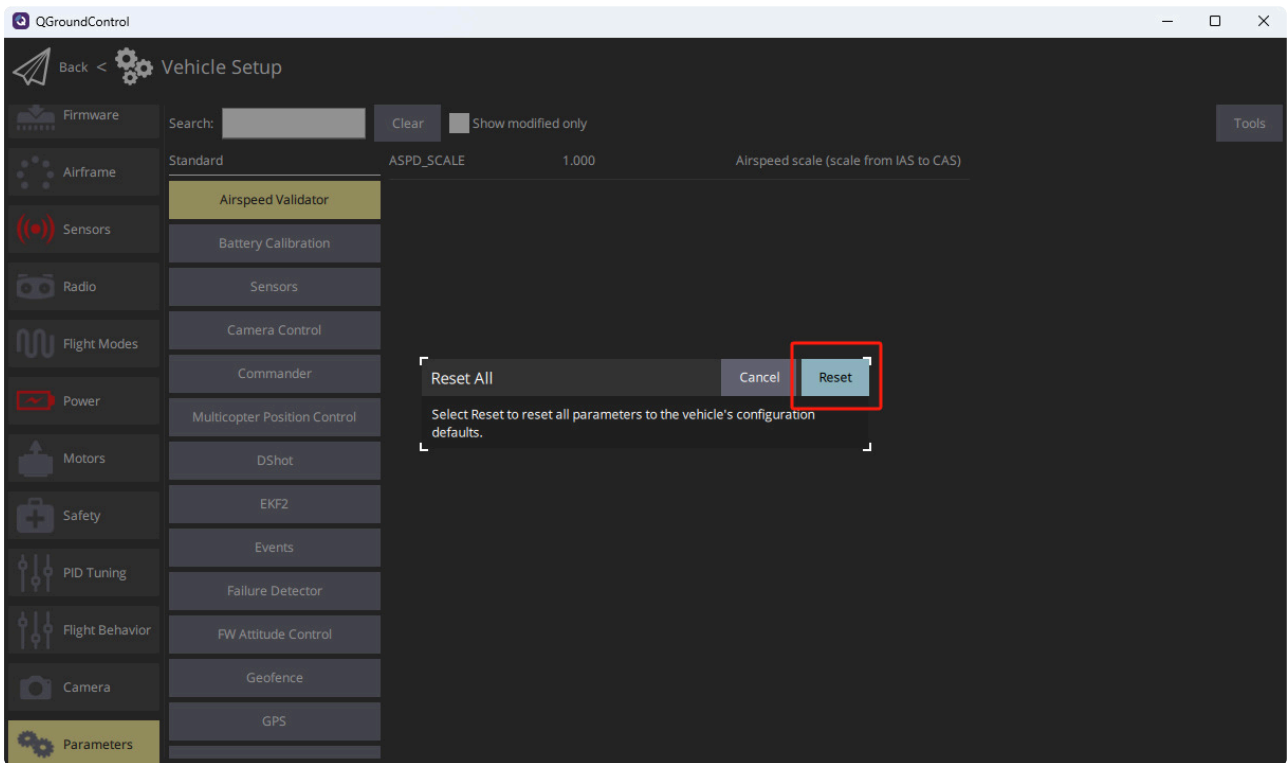 QGroundControl
Back < Vehicle Setup
Firmware
Airframe
Sensors
Radio
Flight Modes
Power
Motors
Safety
PID Tuning
Flight Behavior
Camera
Parameters
Search: Clear Show modified only Tools
Standard
Airspeed Validator
Battery Calibration
Sensors
Camera Control
Commander
Multicopter Position Control
DShot
EKF2
Events
Failure Detector
FW Attitude Control
Geofence
GPS
ASPD_SCALE 1.000 Airspeed scale (scale from IAS to CAS)
Reset All Cancel Reset
Select Reset to reset all parameters to the vehicle's configuration
defaults.